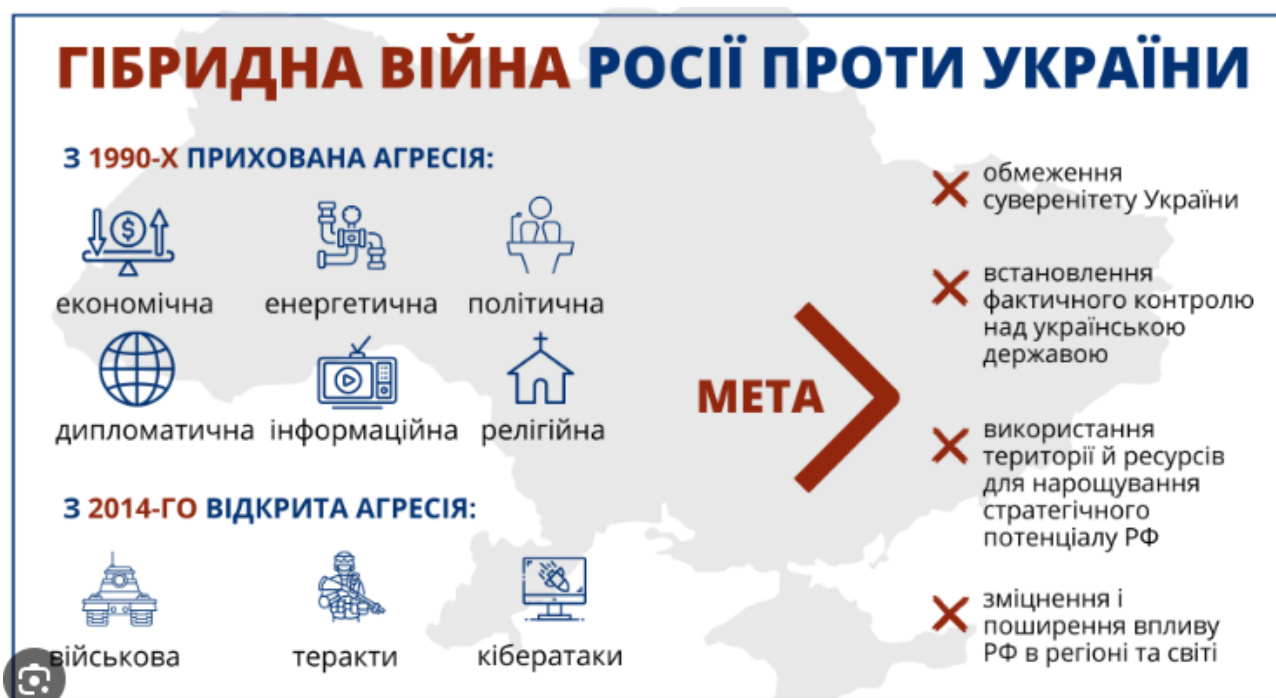 ГІБРИДНА ВІЙНА РОСІЇ ПРОТИ УКРАЇНИ
З 1990-Х ПРИХОВАНА АГРЕСІЯ:
економічна
енергетична
політична
дипломатична
інформаційна
релігійна
З 2014-ГО ВІДКРИТА АГРЕСІЯ:
військова
теракти
кібератаки
МЕТА
обмеження
суверенітету України
встановлення
фактичного контролю
над українською
державою
використання
території й ресурсів
для нарощування
стратегічного
потенціалу РФ
зміцнення і
поширення впливу
РФ в регіоні та світі